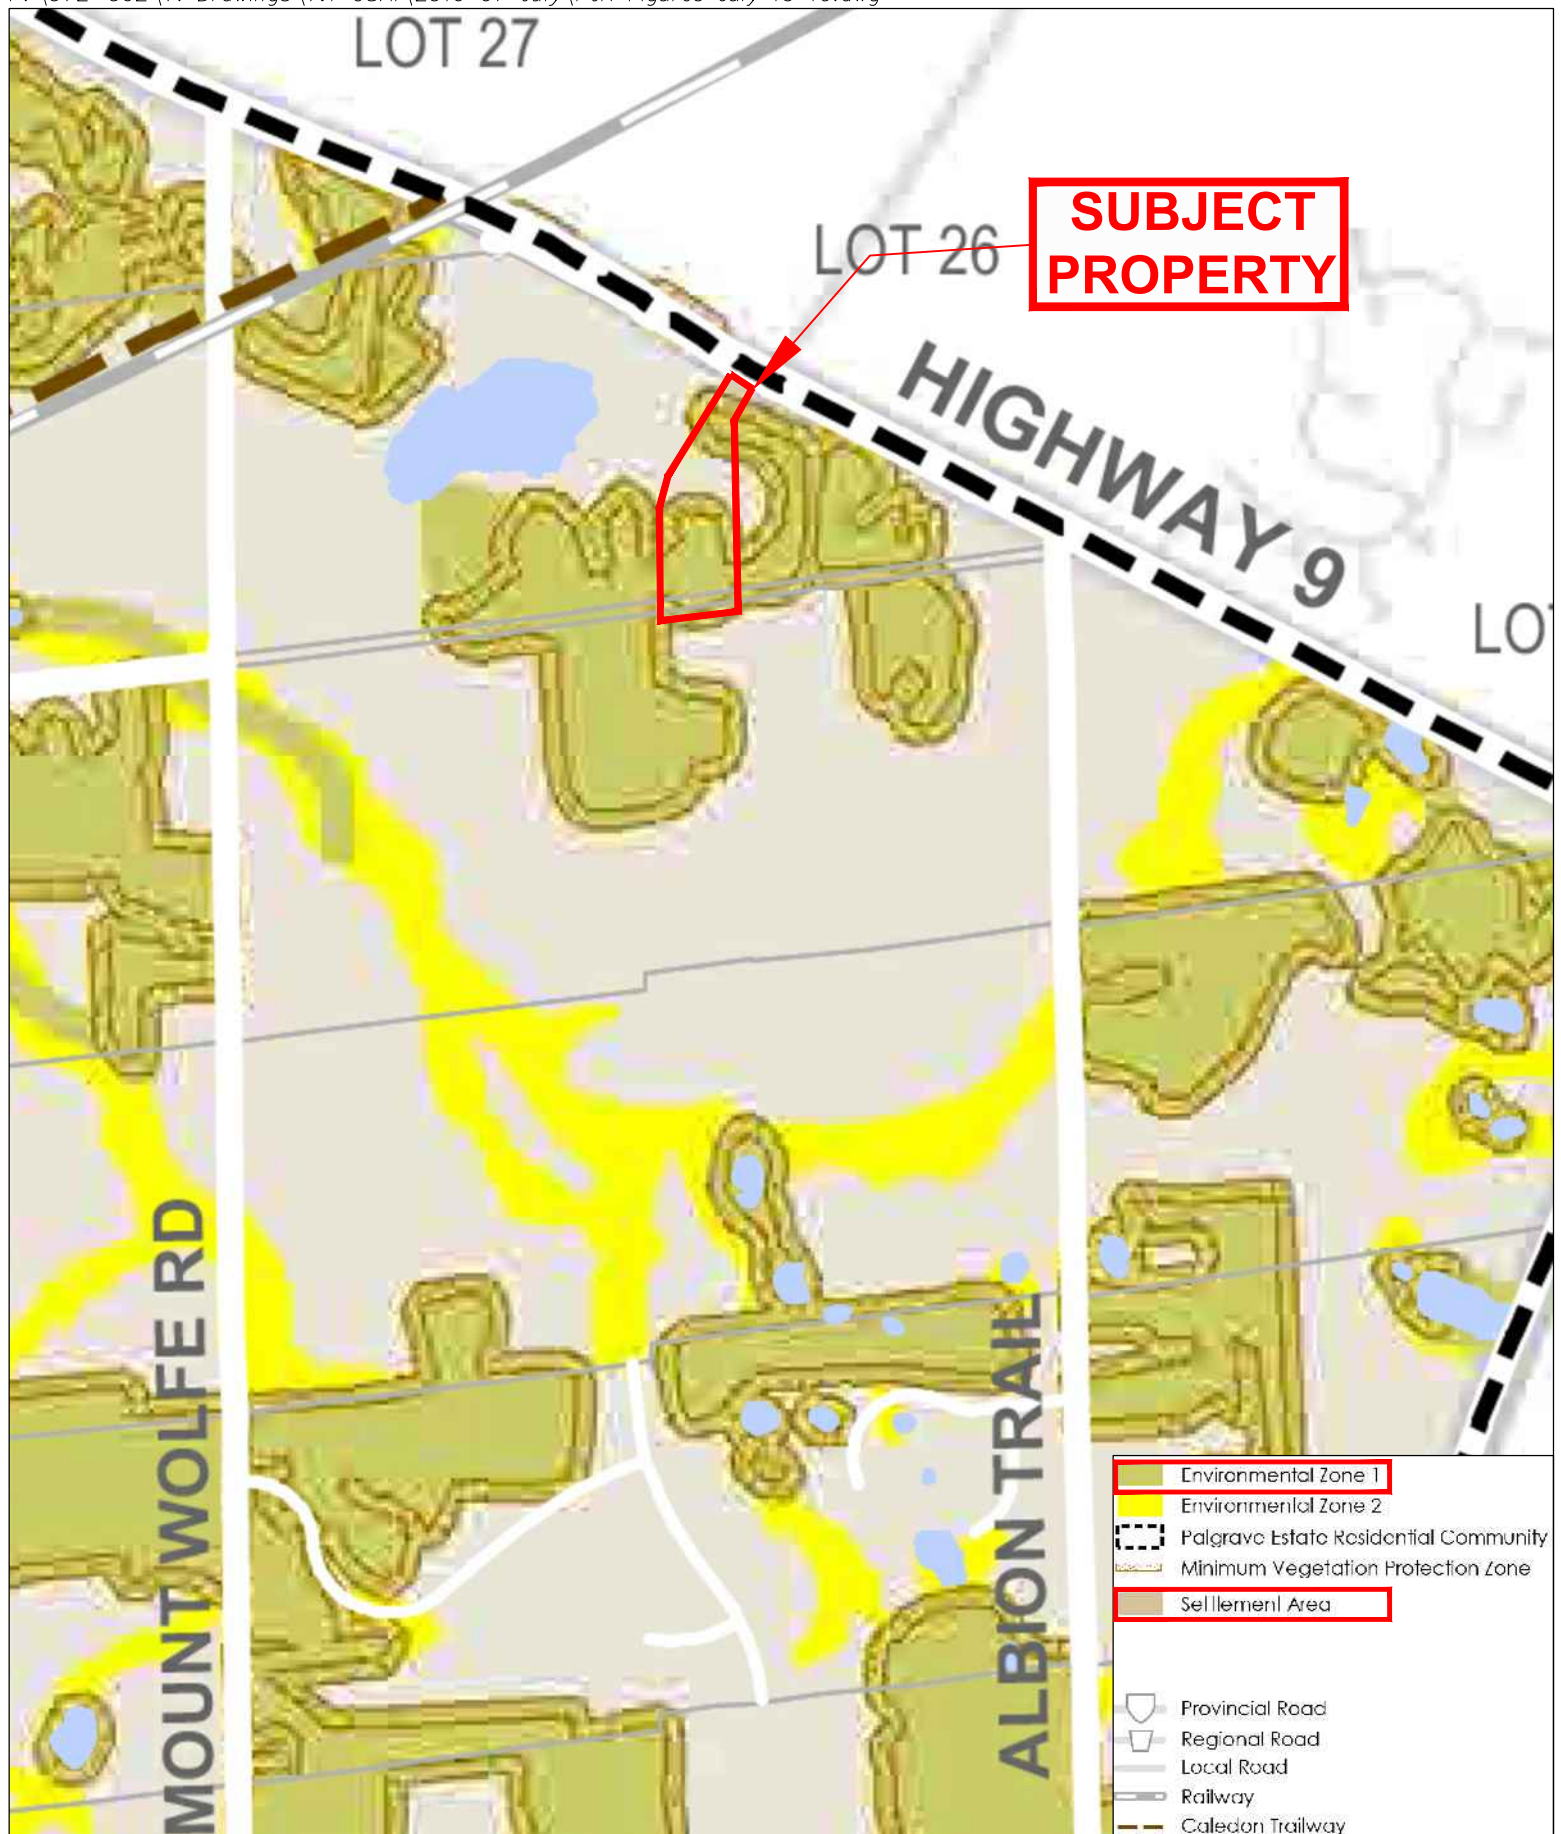 LOT 27
SUBJECT
PROPERTY
LOT 26
HIGHWAY 9
LO
MOUNT WOLFE RD
ALBION TRAIL
Environmental Zone 1
Environmental Zone 2
Palgrave Estate Residential Community
Minimum Vegetation Protection Zone
Settlement Area
Provincial Road
Regional Road
Local Road
Railway
Caledon Trailway